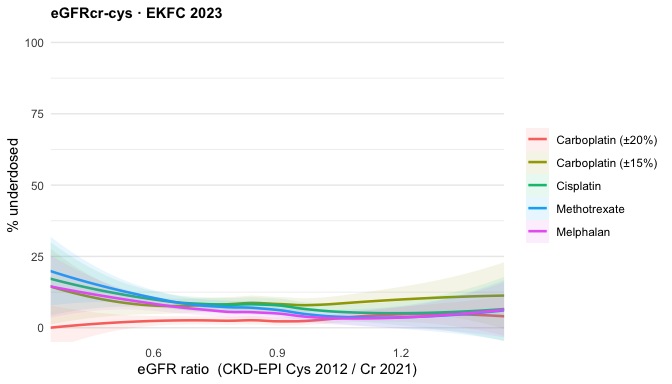 eGFRcr-cys · EKFC 2023
% underdosed
100
75
50
25
0
0.6 0.9 1.2
eGFR ratio (CKD-EPI Cys 2012 / Cr 2021)
Carboplatin (±20%)
Carboplatin (±15%)
Cisplatin
Methotrexate
Melphalan